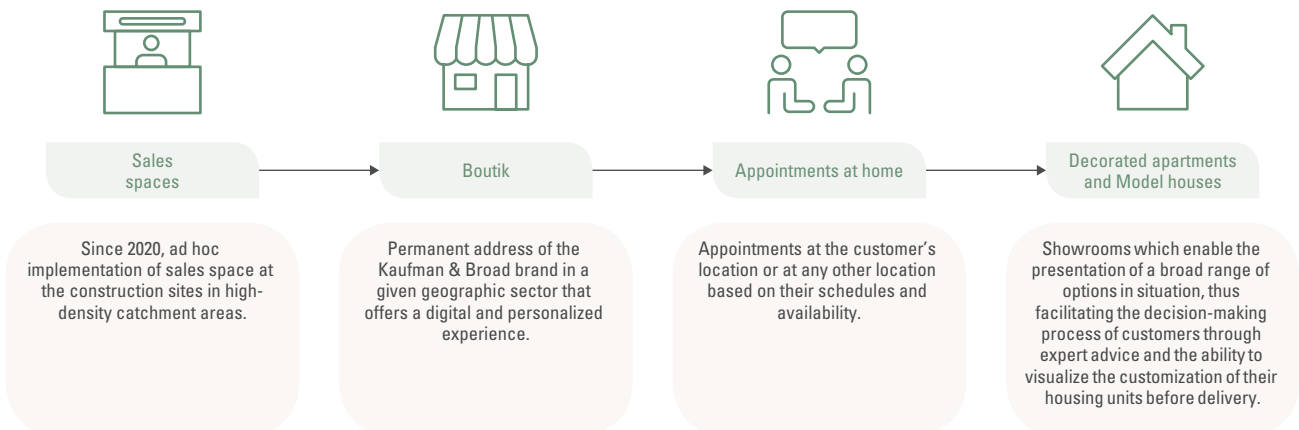 Sales
spaces
Boutik
Appointments at home
Decorated apartments
and Model houses
Since 2020, ad hoc
implementation of sales space at
the construction sites in high-
density catchment areas.
Permanent address of the
Kaufman & Broad brand in a
given geographic sector that
offers a digital and personalized
experience.
Appointments at the customer's
location or at any other location
based on their schedules and
availability.
Showrooms which enable the
presentation of a broad range of
options in situation, thus
facilitating the decision-making
process of customers through
expert advice and the ability to
visualize the customization of their
housing units before delivery.